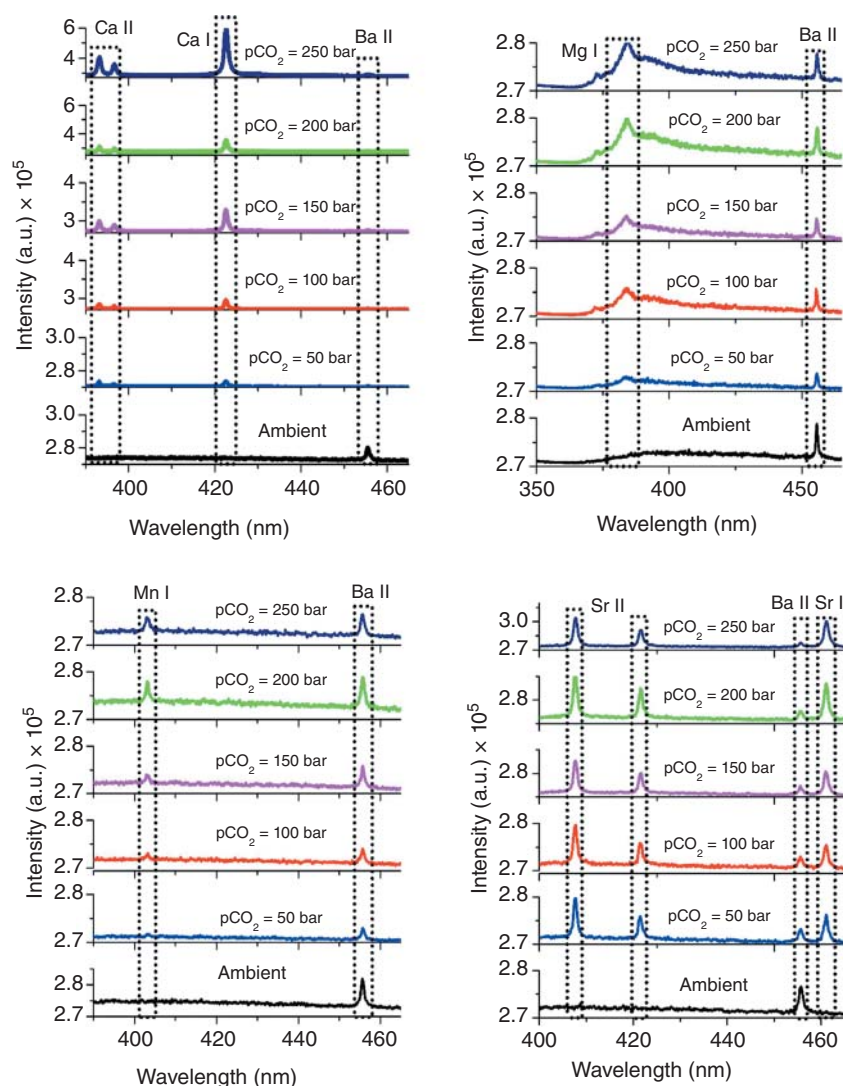 Ca II
Ca I
Ba II
6
4
pCO2 = 250 bar
6
4
pCO2 = 200 bar
4
3
pCO2 = 150 bar
4
3
pCO2 = 100 bar
3.0
pCO2 = 50 bar
3.0
2.8
Ambient
400 420 440 460
Wavelength (nm)
Intensity (a.u.) × 10^5
Mg I
Ba II
2.8
2.7
pCO2 = 250 bar
2.8
2.7
pCO2 = 200 bar
2.8
2.7
pCO2 = 150 bar
2.8
2.7
pCO2 = 100 bar
2.8
2.7
pCO2 = 50 bar
2.8
2.7
Ambient
350 400 450
Wavelength (nm)
Intensity (a.u.) × 10^5
Mn I
Ba II
2.8
2.7
pCO2 = 250 bar
2.8
2.7
pCO2 = 200 bar
2.8
2.7
pCO2 = 150 bar
2.8
2.7
pCO2 = 100 bar
2.8
2.7
pCO2 = 50 bar
2.8
2.7
Ambient
400 420 440 460
Wavelength (nm)
Intensity (a.u.) × 10^5
Sr II
Ba II Sr I
3.0
2.7
pCO2 = 250 bar
2.8
2.7
pCO2 = 200 bar
2.8
pCO2 = 150 bar
2.8
2.7
pCO2 = 100 bar
2.8
2.7
pCO2 = 50 bar
2.8
2.7
Ambient
400 420 440 460
Wavelength (nm)
Intensity (a.u.) × 10^5